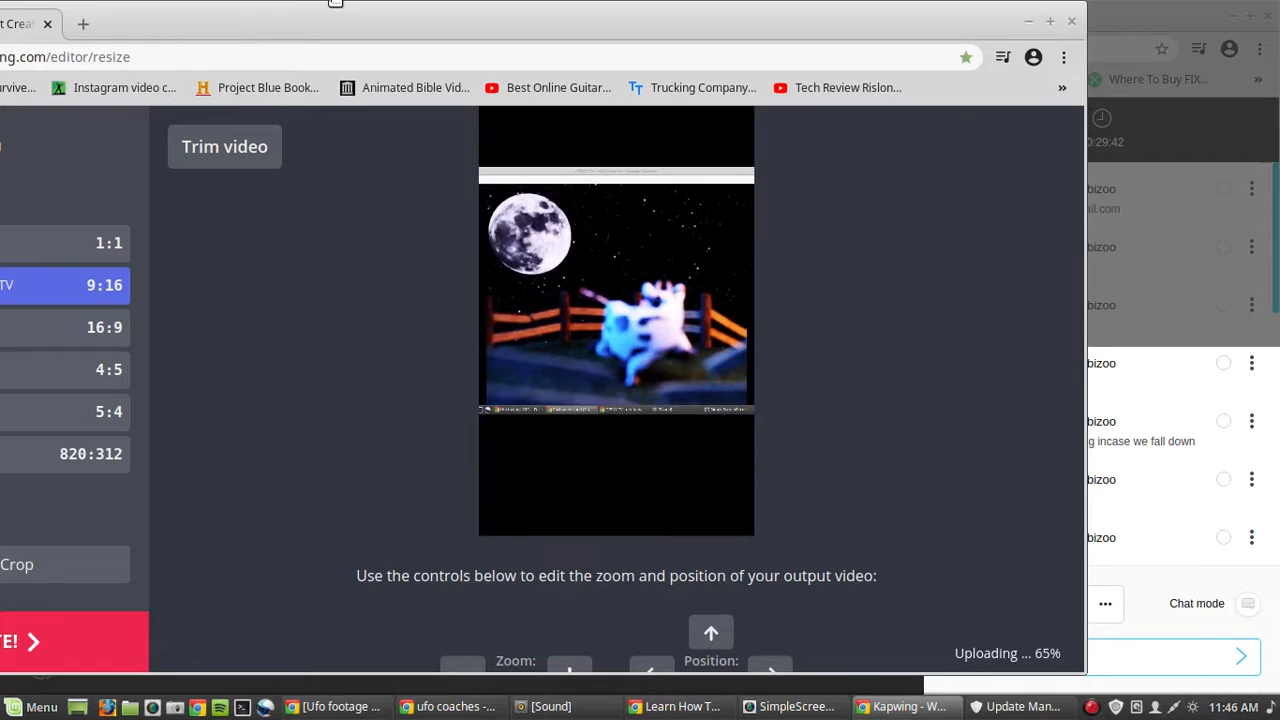 t Creat
ng.com/editor/resize
urvive...
Instagram video c...
Project Blue Book...
Animated Bible Vid...
Best Online Guitar...
Trucking Company...
Tech Review Rislon...
»
Where To Buy FIX...
»
Trim video
0:29:42
bizoo
ail.com
1:1
bizoo
TV 9:16
bizoo
16:9
bizoo
4:5
5:4
bizoo
g incase we fall down
820:312
bizoo
bizoo
Crop
Use the controls below to edit the zoom and position of your output video:
Chat mode
TE!
Zoom:
Position:
Uploading ... 65%
Menu
[Ufo footage ...
ufo coaches -...
[Sound]
Learn How T...
SimpleScree...
Kapwing - W...
Update Man...
11:46 AM